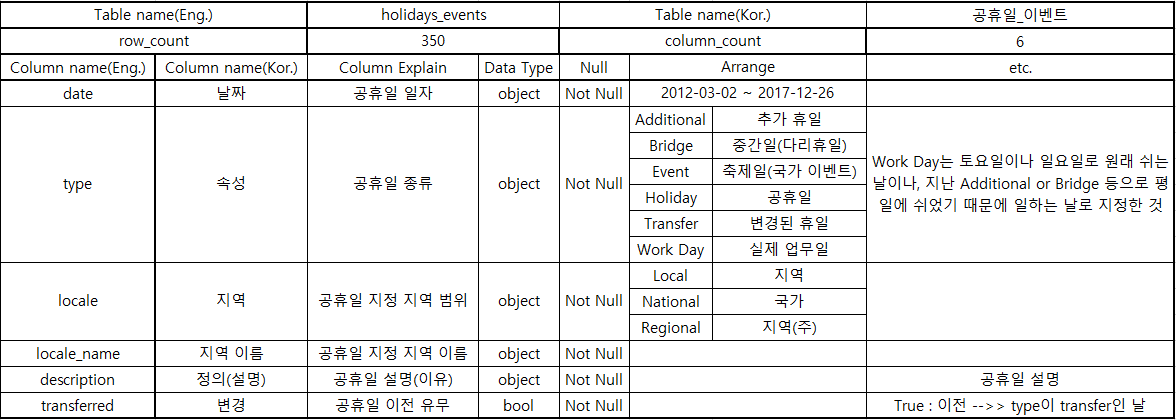 Table name(Eng.) holidays_events Table name(Kor.) 공휴일_이벤트
row_count 350 column_count 6
Column name(Eng.) Column name(Kor.) Column Explain Data Type Null Arrange etc.
date 날짜 공휴일 일자 object Not Null 2012-03-02 ~ 2017-12-26
type 속성 공휴일 종류 object Not Null
Additional 추가 휴일
Bridge 중간일(다리휴일)
Event 축제일(국가 이벤트)
Holiday 공휴일
Transfer 변경된 휴일
Work Day 실제 업무일
Work Day는 토요일이나 일요일로 원래 쉬는
날이나, 지난 Additional or Bridge 등으로 평
일에 쉬었기 때문에 일하는 날로 지정한 것
locale 지역 공휴일 지정 지역 범위 object Not Null
Local 지역
National 국가
Regional 지역(주)
locale_name 지역 이름 공휴일 지정 지역 이름 object Not Null
description 정의(설명) 공휴일 설명(이유) object Not Null 공휴일 설명
transferred 변경 공휴일 이전 유무 bool Not Null True : 이전 -->> type이 transfer인 날